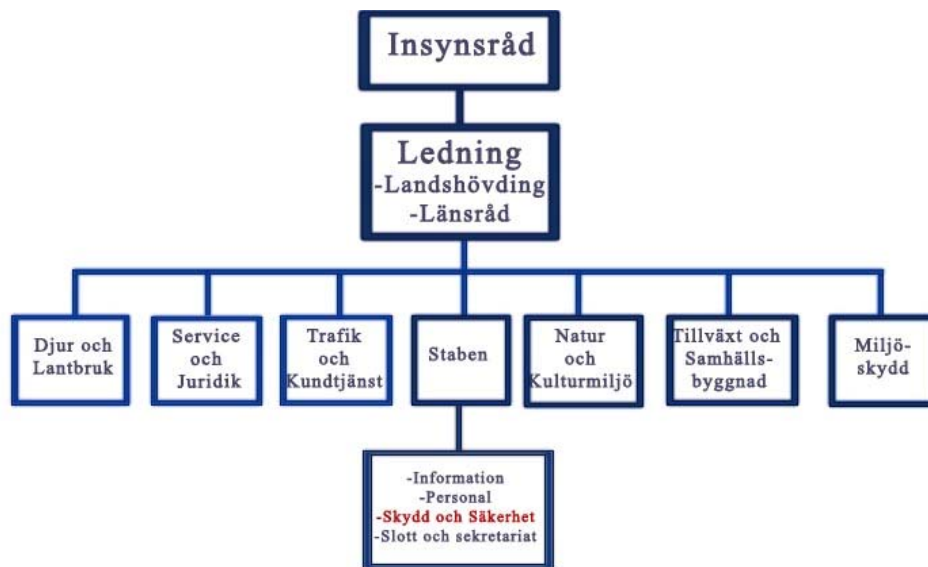 Insynsråd
Ledning
-Landshövding
-Länsråd
Djur och
Lantbruk
Service
och
Juridik
Trafik
och
Kundtjänst
Staben
Natur
och
Kulturmiljö
Tillväxt och
Samhälls-
byggnad
Miljö-
skydd
-Information
-Personal
-Skydd och Säkerhet
-Slott och sekretariat